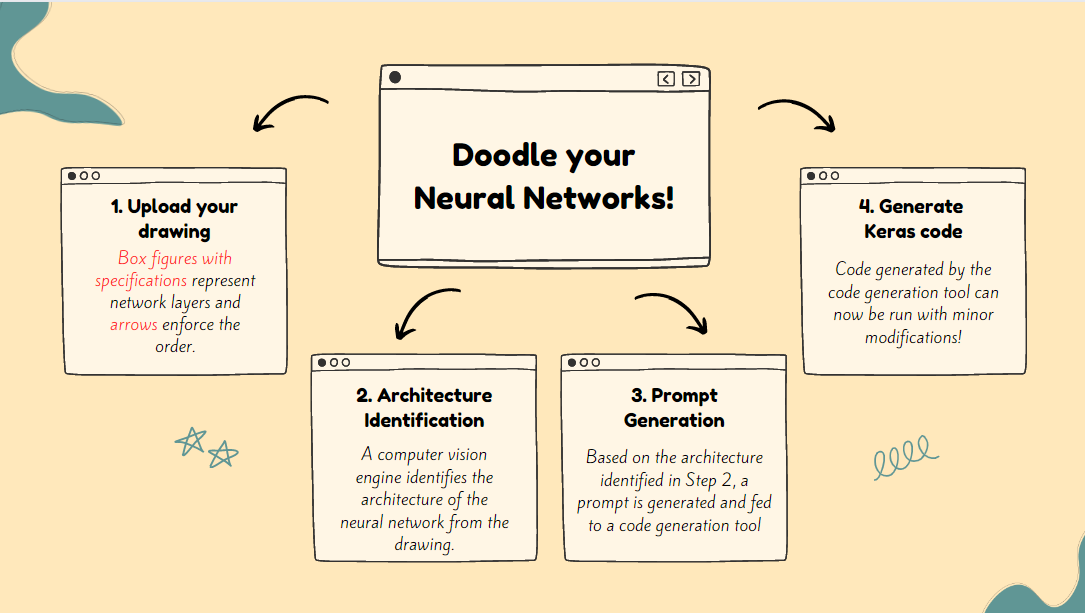 Doodle your
Neural Networks!
1. Upload your
drawing
Box figures with
specifications represent
network layers and
arrows enforce the
order.
2. Architecture
Identification
A computer vision
engine identifies the
architecture of the
neural network from the
drawing.
3. Prompt
Generation
Based on the architecture
identified in Step 2, a
prompt is generated and fed
to a code generation tool
4. Generate
Keras code
Code generated by the
code generation tool can
now be run with minor
modifications!